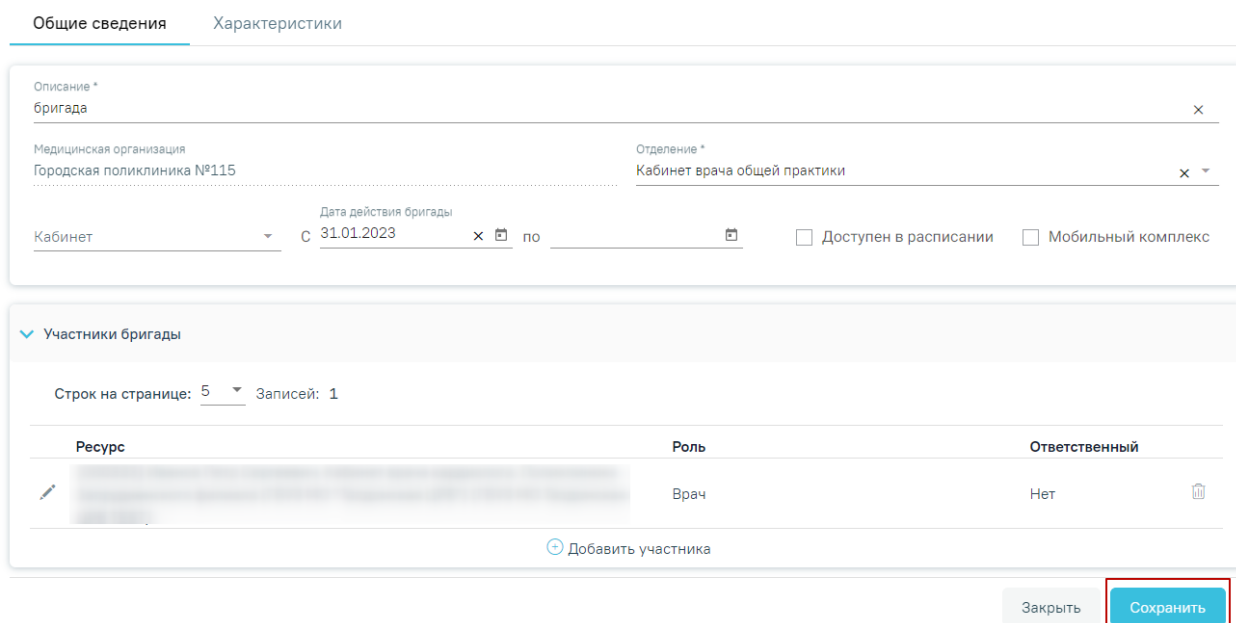 Общие сведения Характеристики
Описание *
бригада
Медицинская организация Отделение *
Городская поликлиника №115 Кабинет врача общей практики
Дата действия бригады
Кабинет С 31.01.2023 по Доступен в расписании Мобильный комплекс
Участники бригады
Строк на странице: 5 Записей: 1
Ресурс Роль Ответственный
Врач Нет
Добавить участника
Закрыть Сохранить